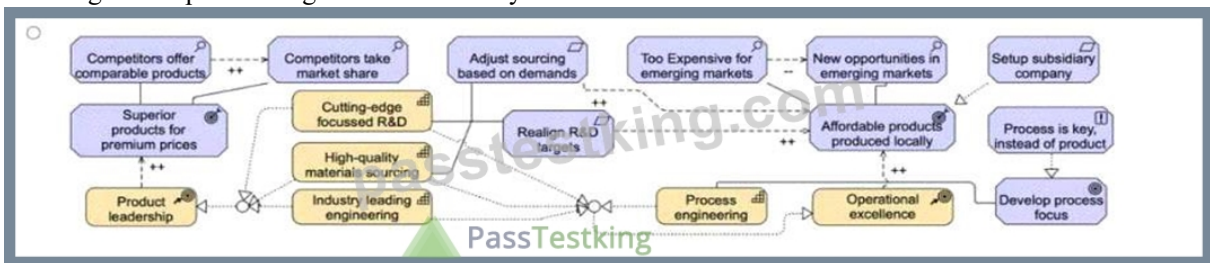 Competitors offer
comparable products
++
Competitors take
market share
Adjust sourcing
based on demands
Too Expensive for
emerging markets
--
New opportunities in
emerging markets
Setup subsidiary
company
Superior
products for
premium prices
Cutting-edge
focussed R&D
++
Realign R&D
targets
++
Affordable products
produced locally
Process is key,
instead of product
++
High-quality
materials sourcing
++
Product
leadership
Industry leading
engineering
Process
engineering
Operational
excellence
Develop process
focus
passtestking.com
PassTestking